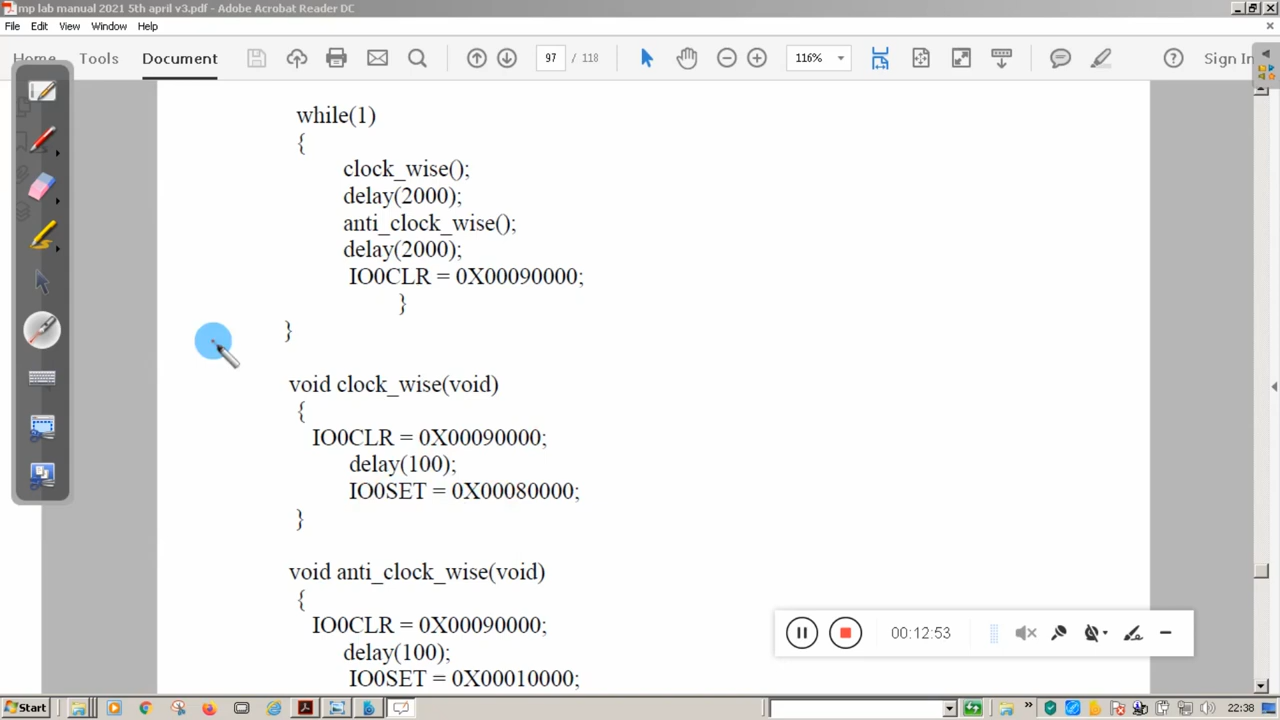 mp lab manual 2021 5th april v3.pdf - Adobe Acrobat Reader DC
File Edit View Window Help
Home Tools Document 97 / 118 116% Sign In
while(1)
{
clock_wise();
delay(2000);
anti_clock_wise();
delay(2000);
IO0CLR = 0X00090000;
}
}
void clock_wise(void)
{
IO0CLR = 0X00090000;
delay(100);
IO0SET = 0X00080000;
}
void anti_clock_wise(void)
{
IO0CLR = 0X00090000;
delay(100);
IO0SET = 0X00010000;
00:12:53
Start 22:38